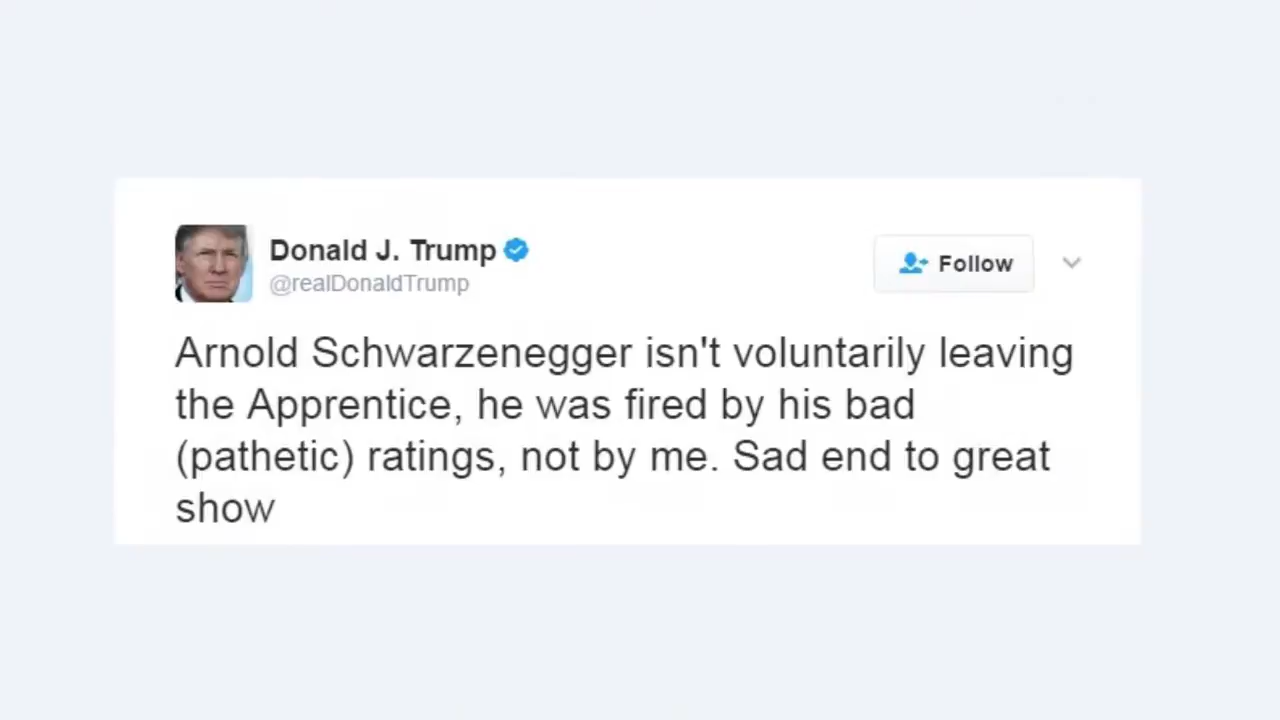 Donald J. Trump
@realDonaldTrump
Follow
Arnold Schwarzenegger isn't voluntarily leaving
the Apprentice, he was fired by his bad
(pathetic) ratings, not by me. Sad end to great
show